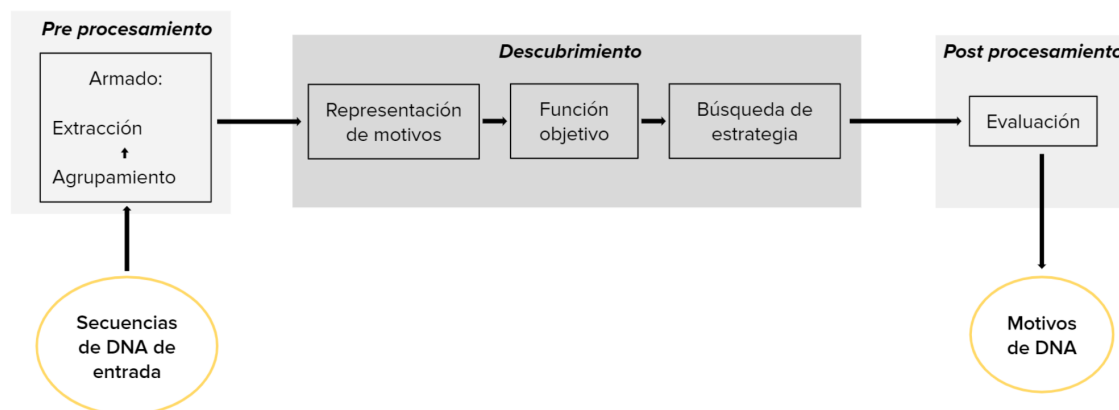 Pre procesamiento
Armado:
Extracción
Agrupamiento
Secuencias
de DNA de
entrada
Descubrimiento
Representación
de motivos
Función
objetivo
Búsqueda de
estrategia
Post procesamiento
Evaluación
Motivos
de DNA